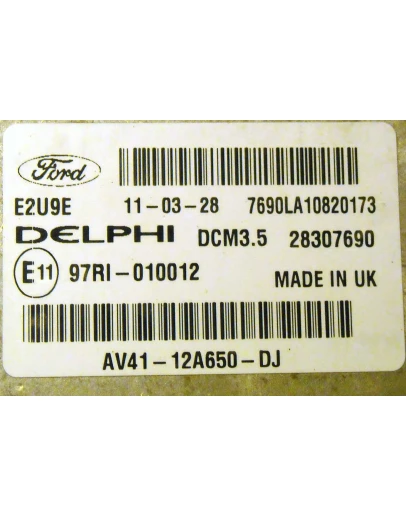 Ford
E2U9E 11-03-28 7690LA10820173
DELPHI DCM3.5 28307690
E11 97RI-010012 MADE IN UK
AV41-12A650-DJ